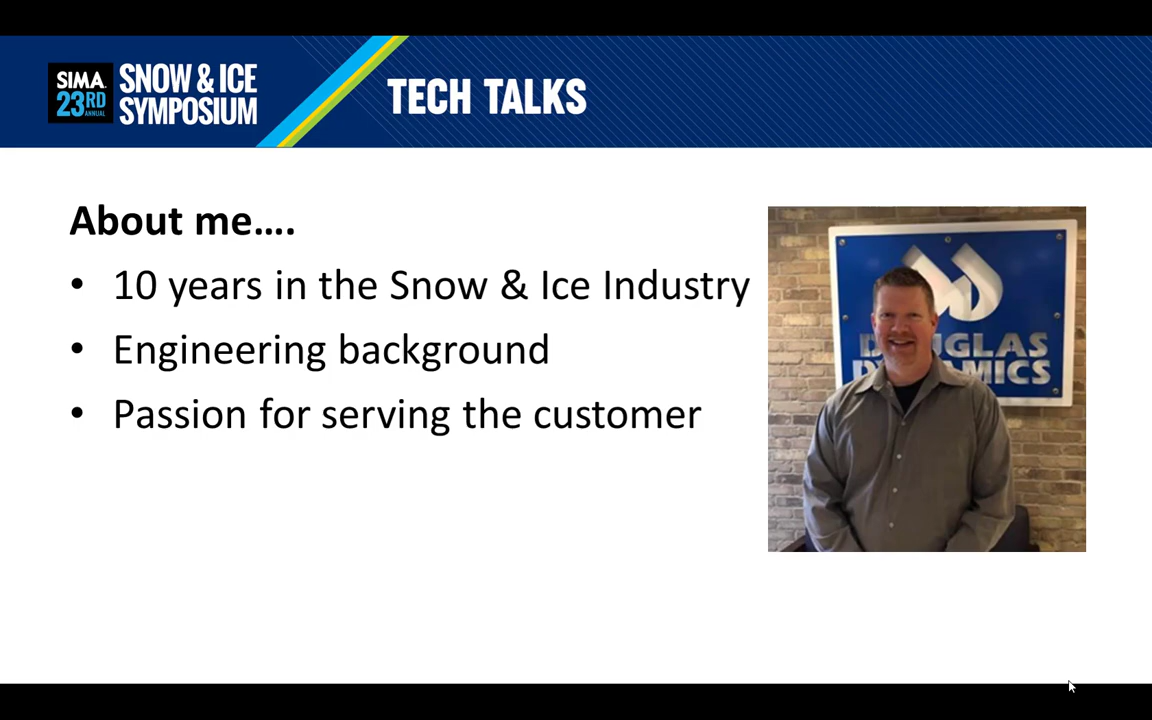 SIMA
23RD
ANNUAL
SNOW & ICE
SYMPOSIUM
TECH TALKS
About me....
• 10 years in the Snow & Ice Industry
• Engineering background
• Passion for serving the customer